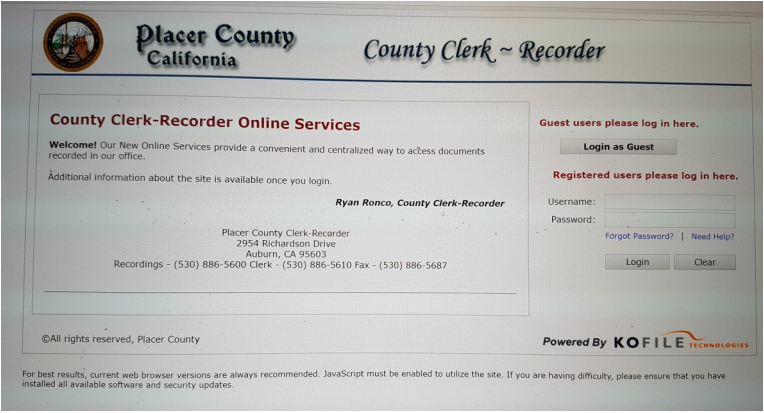 Placer County
California
County Clerk ~ Recorder
County Clerk-Recorder Online Services
Welcome! Our New Online Services provide a convenient and centralized way to access documents
recorded in our office.
Additional information about the site is available once you login.
Ryan Ronco, County Clerk-Recorder
Placer County Clerk-Recorder
2954 Richardson Drive
Auburn, CA 95603
Recordings - (530) 886-5600 Clerk - (530) 886-5610 Fax - (530) 886-5687
Guest users please log in here.
Login as Guest
Registered users please log in here.
Username:
Password:
Forgot Password? | Need Help?
Login Clear
©All rights reserved, Placer County
Powered By KOFILE TECHNOLOGIES
For best results, current web browser versions are always recommended. JavaScript must be enabled to utilize the site. If you are having difficulty, please ensure that you have
installed all available software and security updates.